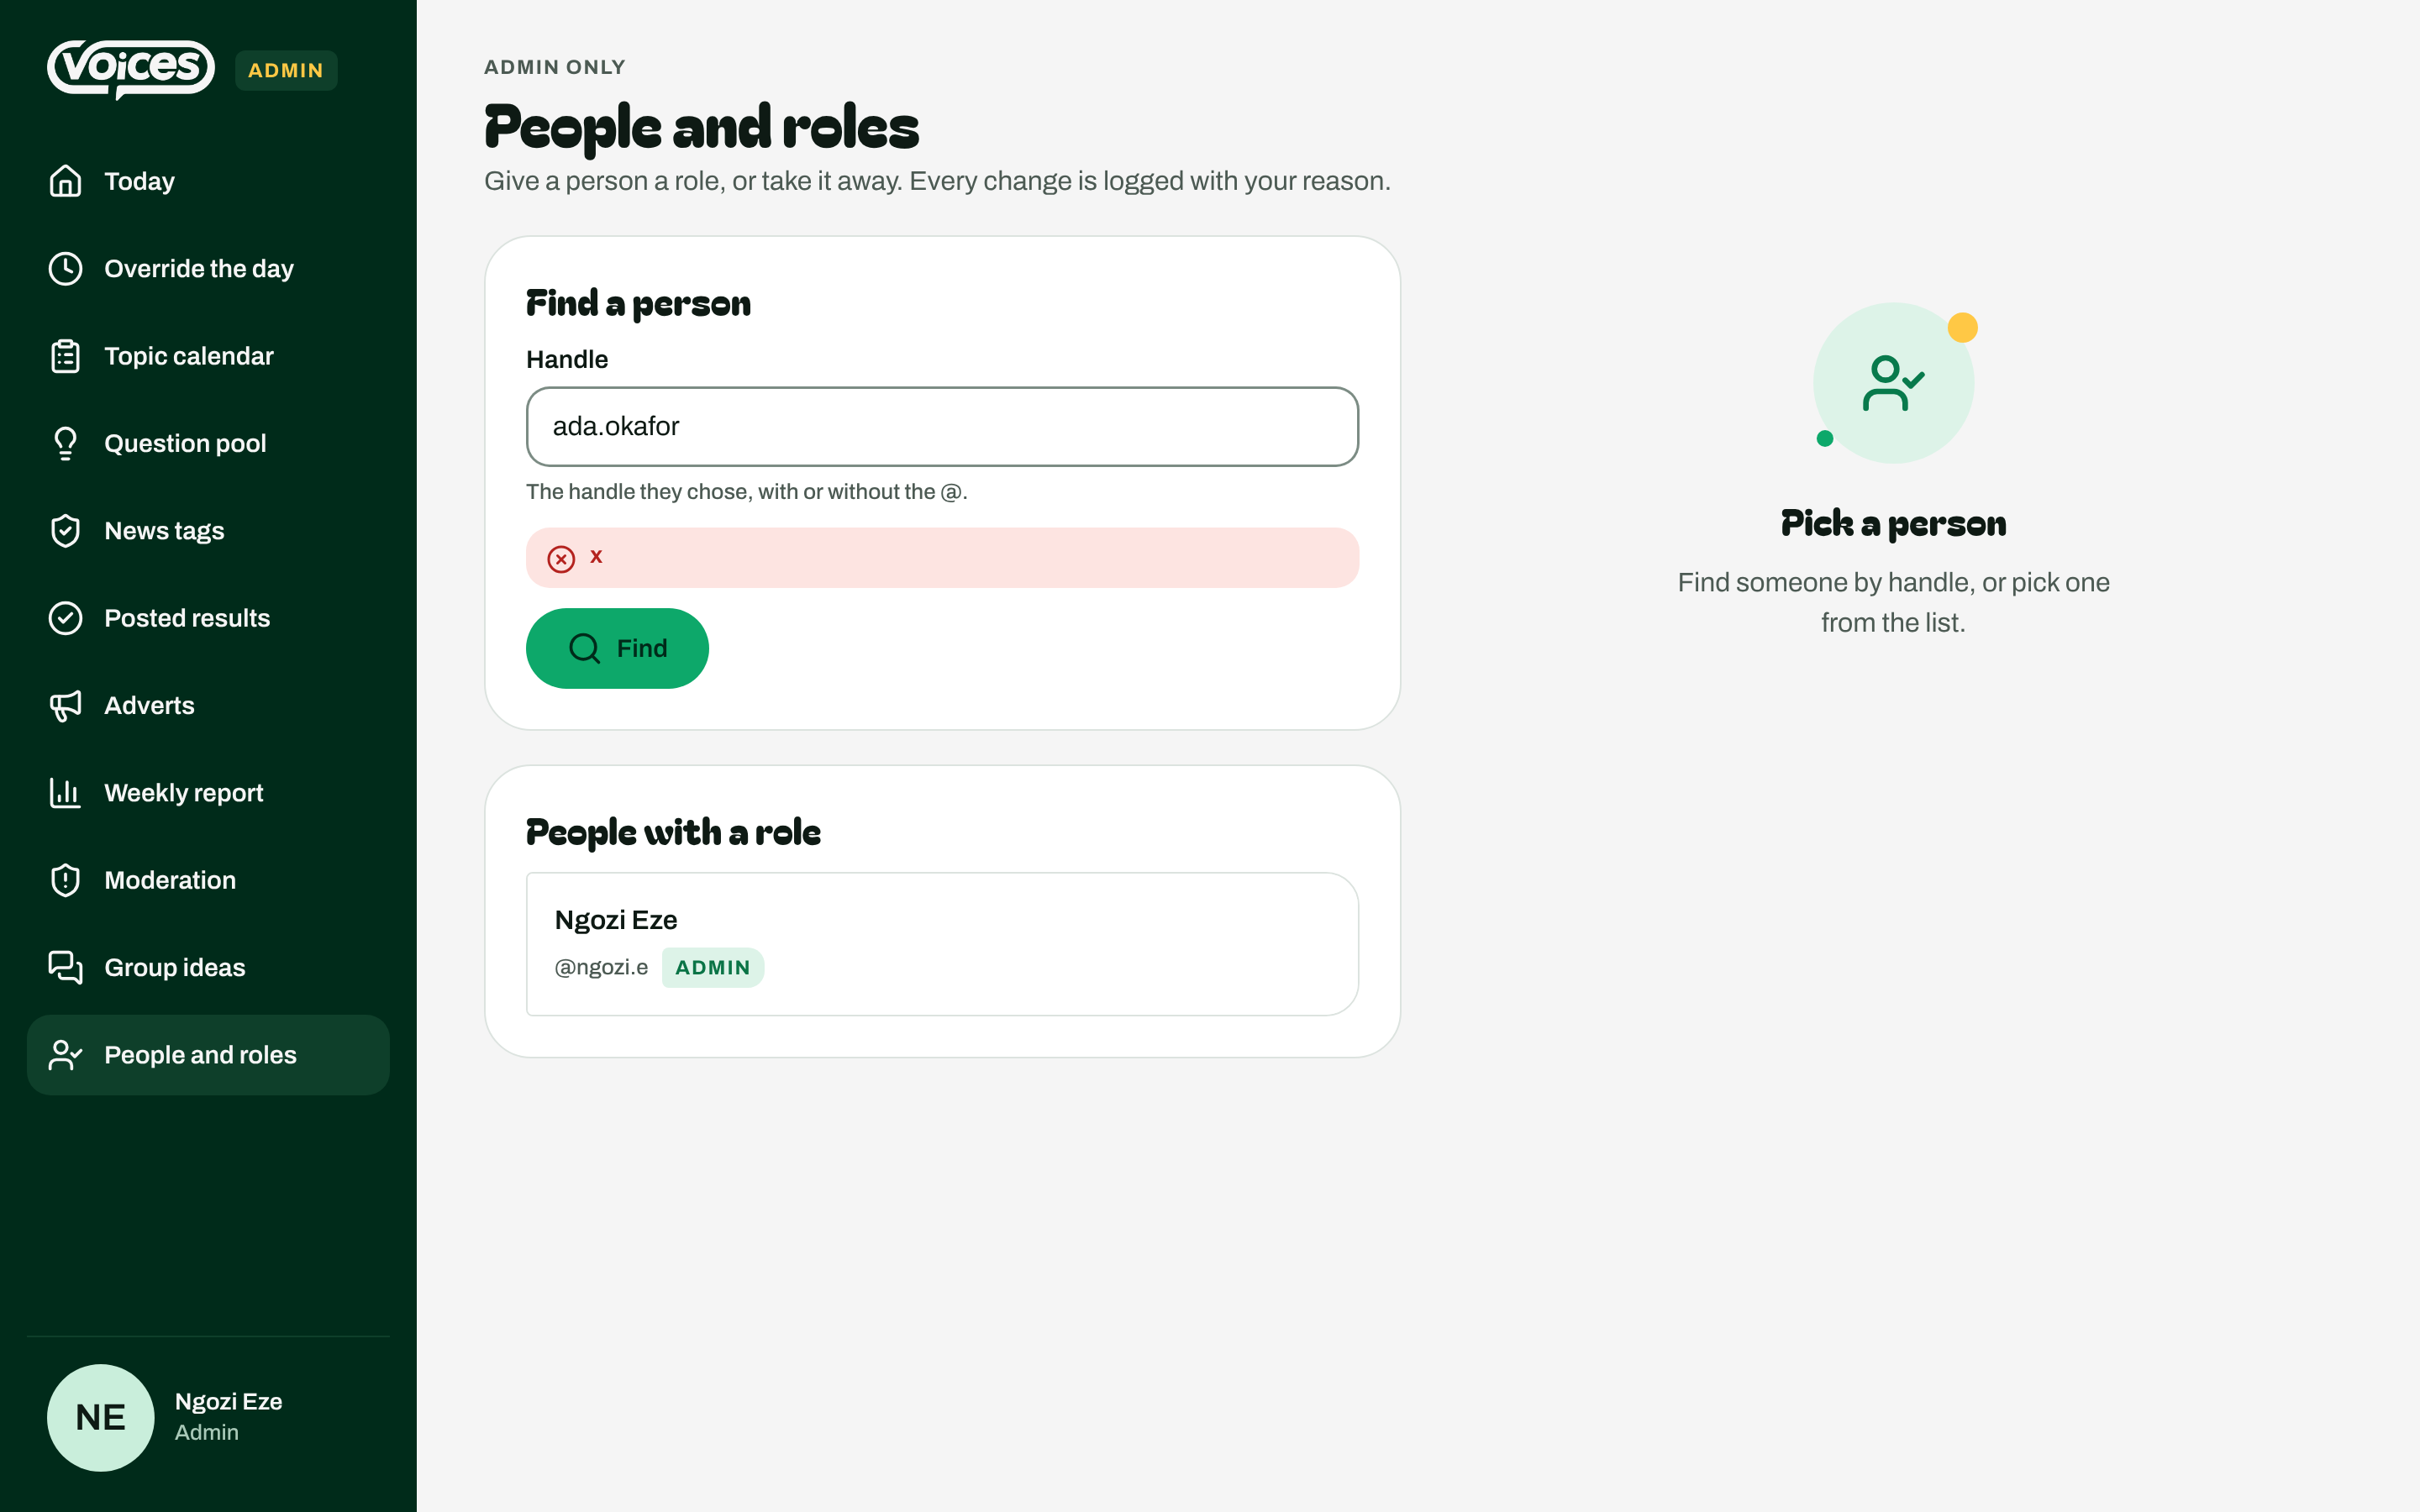 Voices
ADMIN
Today
Override the day
Topic calendar
Question pool
News tags
Posted results
Adverts
Weekly report
Moderation
Group ideas
People and roles
NE
Ngozi Eze
Admin
ADMIN ONLY
People and roles
Give a person a role, or take it away. Every change is logged with your reason.
Find a person
Handle
ada.okafor
The handle they chose, with or without the @.
x
Find
People with a role
Ngozi Eze
@ngozi.e ADMIN
Pick a person
Find someone by handle, or pick one
from the list.